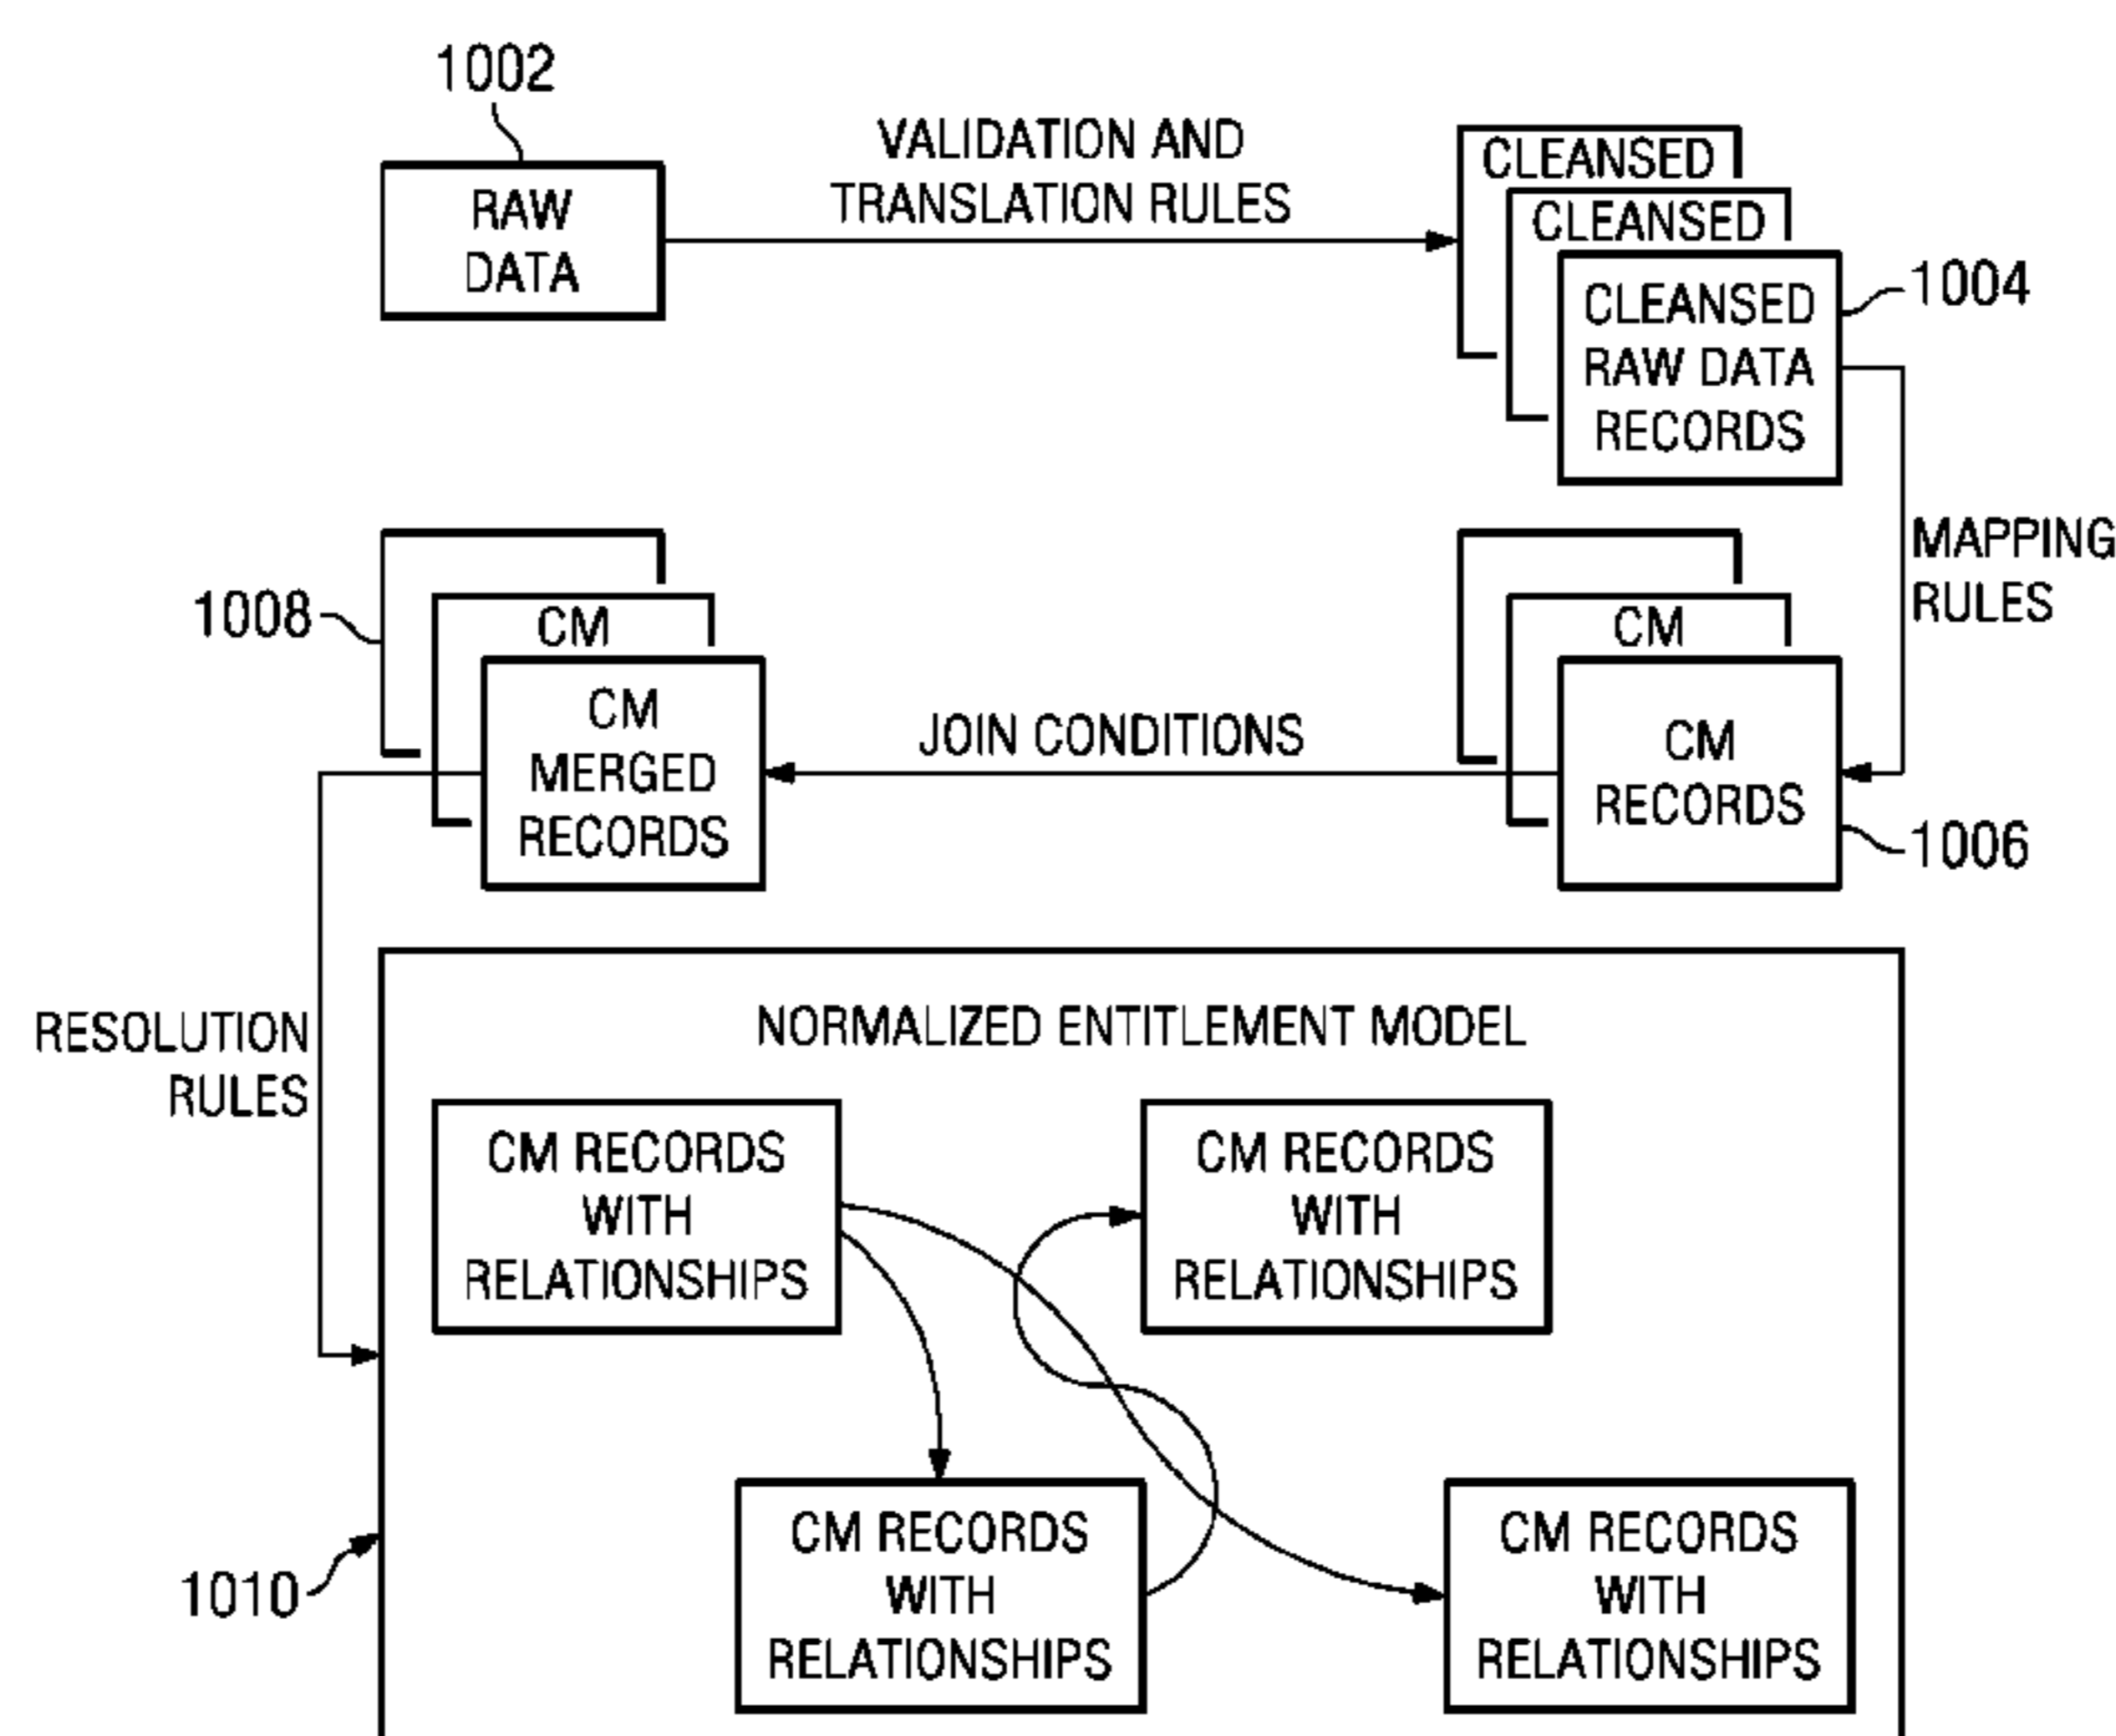 1002
RAW
DATA
VALIDATION AND
TRANSLATION RULES
CLEANSED
CLEANSED
CLEANSED
RAW DATA
RECORDS
1004
MAPPING
RULES
1008
CM
CM
MERGED
RECORDS
JOIN CONDITIONS
CM
CM
RECORDS
1006
RESOLUTION
RULES
NORMALIZED ENTITLEMENT MODEL
CM RECORDS
WITH
RELATIONSHIPS
CM RECORDS
WITH
RELATIONSHIPS
1010
CM RECORDS
WITH
RELATIONSHIPS
CM RECORDS
WITH
RELATIONSHIPS